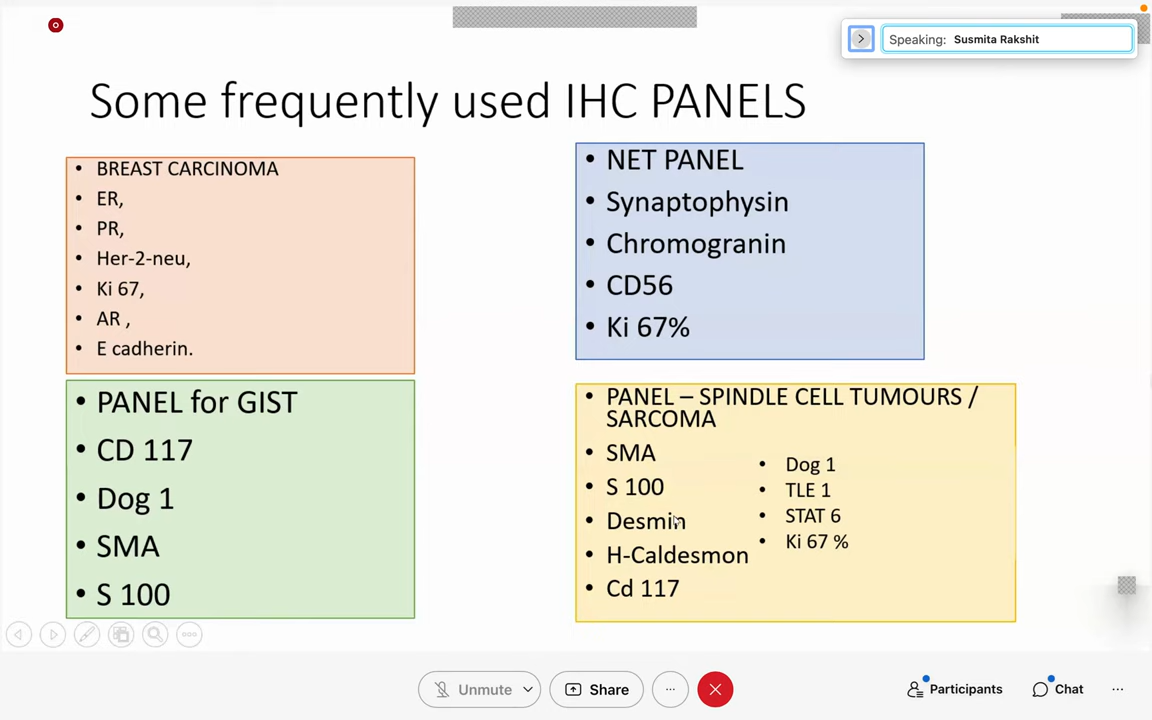 Speaking: Susmita Rakshit
Some frequently used IHC PANELS
• BREAST CARCINOMA
• ER,
• PR,
• Her-2-neu,
• Ki 67,
• AR ,
• E cadherin.
• NET PANEL
• Synaptophysin
• Chromogranin
• CD56
• Ki 67%
• PANEL for GIST
• CD 117
• Dog 1
• SMA
• S 100
• PANEL – SPINDLE CELL TUMOURS /
SARCOMA
• SMA
• S 100
• Desmin
• H-Caldesmon
• Cd 117
• Dog 1
• TLE 1
• STAT 6
• Ki 67 %
Unmute
Share
Participants
Chat